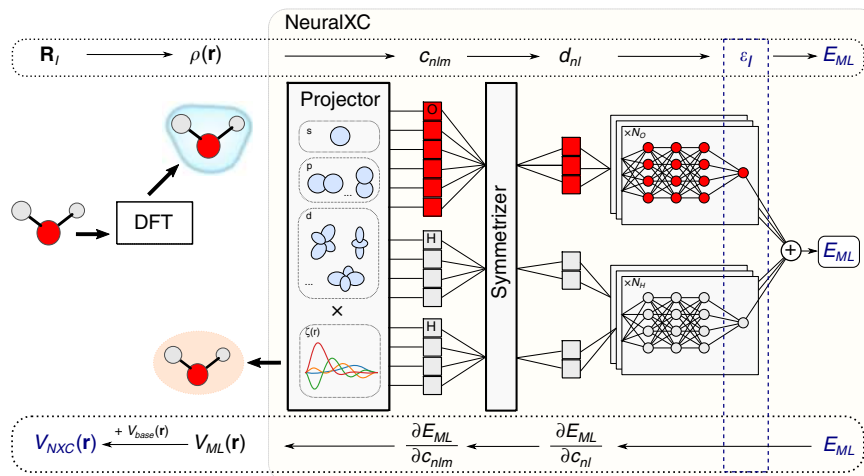 NeuralXC
R_I ρ(r) c_nlm d_nl ε_I E_ML
Projector
s
p
...
d
...
×
ζ(r)
DFT
O
H
H
Symmetrizer
×N_O
×N_H
+
E_ML
V_NXC(r) + V_base(r) V_ML(r) ∂E_ML/∂c_nlm ∂E_ML/∂c_nl E_ML